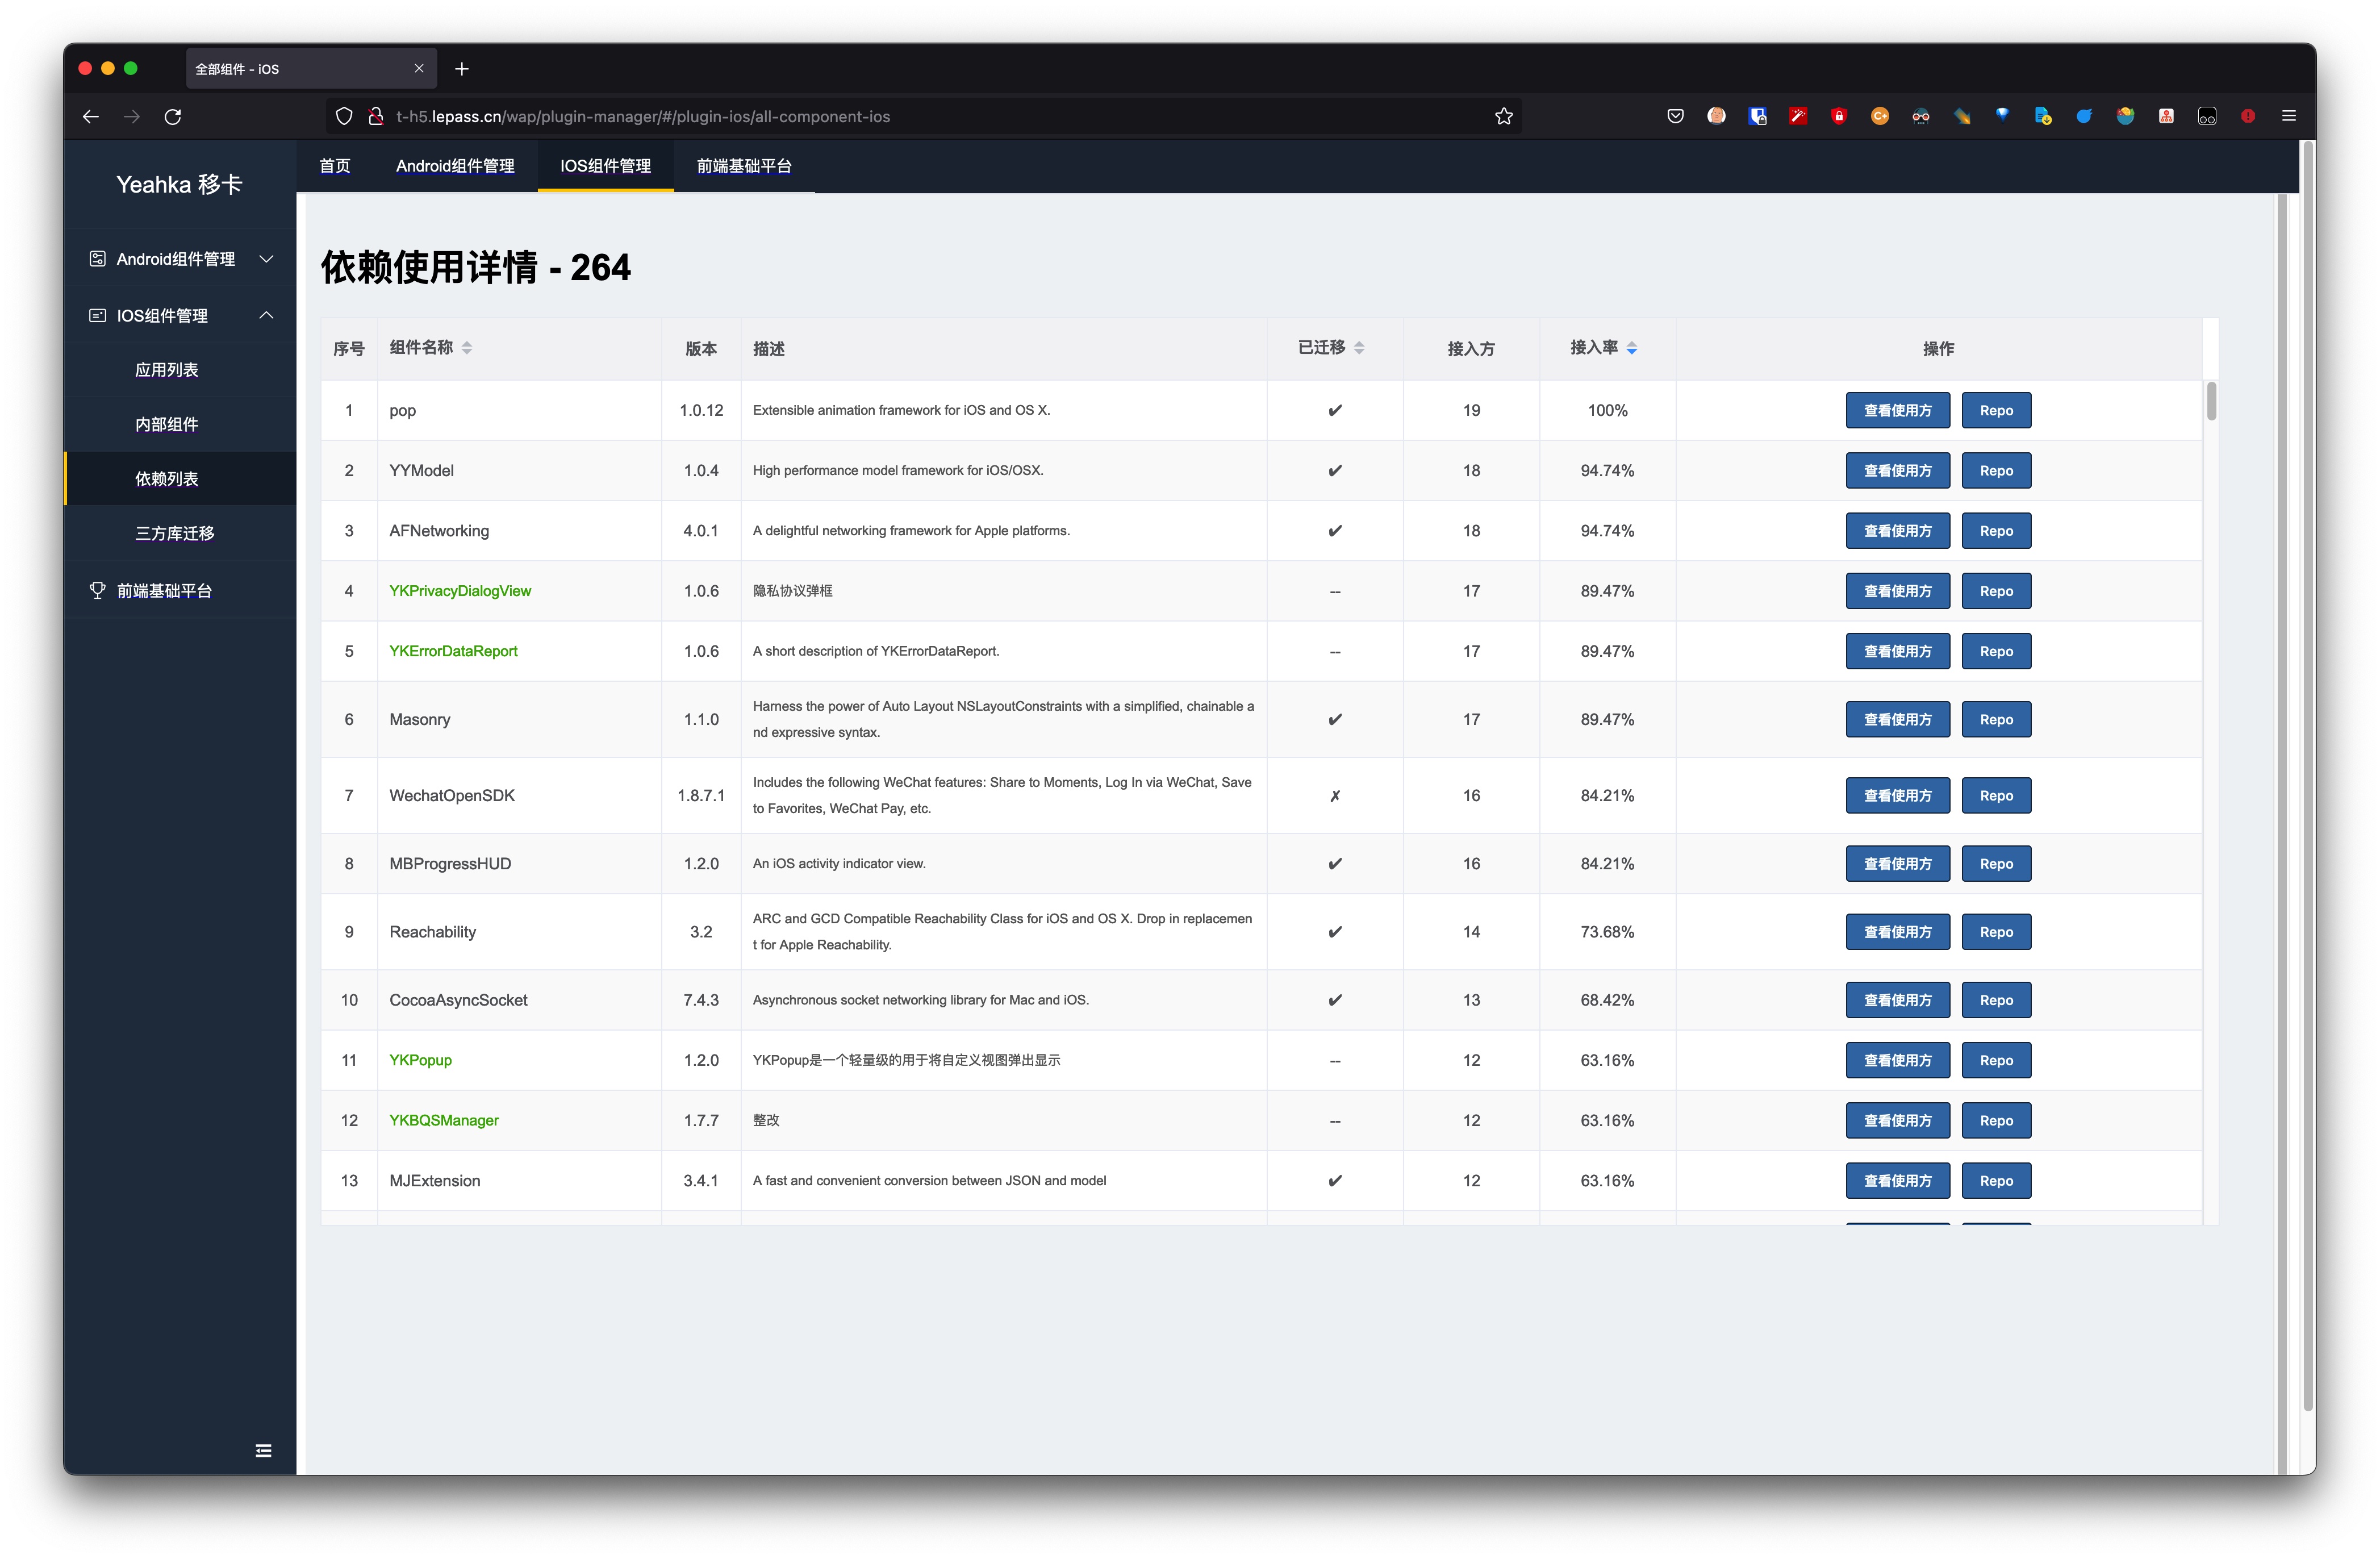 全部组件 - iOS
t-h5.lepass.cn/wap/plugin-manager/#/plugin-ios/all-component-ios
Yeahka 移卡
首页 Android组件管理 IOS组件管理 前端基础平台
Android组件管理
IOS组件管理
应用列表
内部组件
依赖列表
三方库迁移
前端基础平台
依赖使用详情 - 264
序号 组件名称 版本 描述 已迁移 接入方 接入率 操作
1 pop 1.0.12 Extensible animation framework for iOS and OS X. ✔ 19 100% 查看使用方 Repo
2 YYModel 1.0.4 High performance model framework for iOS/OSX. ✔ 18 94.74% 查看使用方 Repo
3 AFNetworking 4.0.1 A delightful networking framework for Apple platforms. ✔ 18 94.74% 查看使用方 Repo
4 YKPrivacyDialogView 1.0.6 隐私协议弹框 -- 17 89.47% 查看使用方 Repo
5 YKErrorDataReport 1.0.6 A short description of YKErrorDataReport. -- 17 89.47% 查看使用方 Repo
6 Masonry 1.1.0 Harness the power of Auto Layout NSLayoutConstraints with a simplified, chainable a
nd expressive syntax. ✔ 17 89.47% 查看使用方 Repo
7 WechatOpenSDK 1.8.7.1 Includes the following WeChat features: Share to Moments, Log In via WeChat, Save
to Favorites, WeChat Pay, etc. ✗ 16 84.21% 查看使用方 Repo
8 MBProgressHUD 1.2.0 An iOS activity indicator view. ✔ 16 84.21% 查看使用方 Repo
9 Reachability 3.2 ARC and GCD Compatible Reachability Class for iOS and OS X. Drop in replacemen
t for Apple Reachability. ✔ 14 73.68% 查看使用方 Repo
10 CocoaAsyncSocket 7.4.3 Asynchronous socket networking library for Mac and iOS. ✔ 13 68.42% 查看使用方 Repo
11 YKPopup 1.2.0 YKPopup是一个轻量级的用于将自定义视图弹出显示 -- 12 63.16% 查看使用方 Repo
12 YKBQSManager 1.7.7 整改 -- 12 63.16% 查看使用方 Repo
13 MJExtension 3.4.1 A fast and convenient conversion between JSON and model ✔ 12 63.16% 查看使用方 Repo